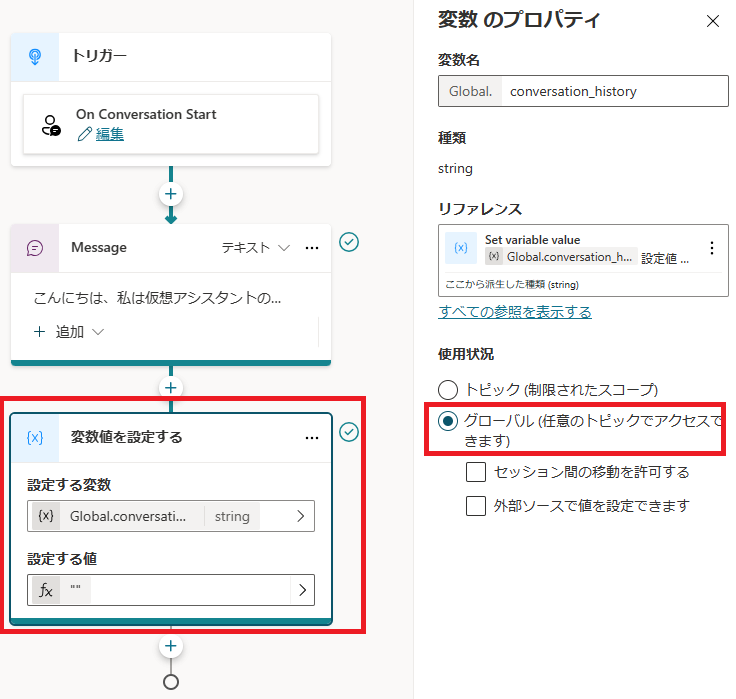 トリガー
On Conversation Start
編集
Message
テキスト
こんにちは、私は仮想アシスタントの...
追加
変数値を設定する
{x}
設定する変数
{x} Global.conversati... string
設定する値
fx ""
変数 のプロパティ
変数名
Global. conversation_history
種類
string
リファレンス
Set variable value
{x}
(x) Global.conversation_h... 設定値 ...
ここから派生した種類 (string)
すべての参照を表示する
使用状況
トピック (制限されたスコープ)
グローバル (任意のトピックでアクセスで
きます)
セッション間の移動を許可する
外部ソースで値を設定できます